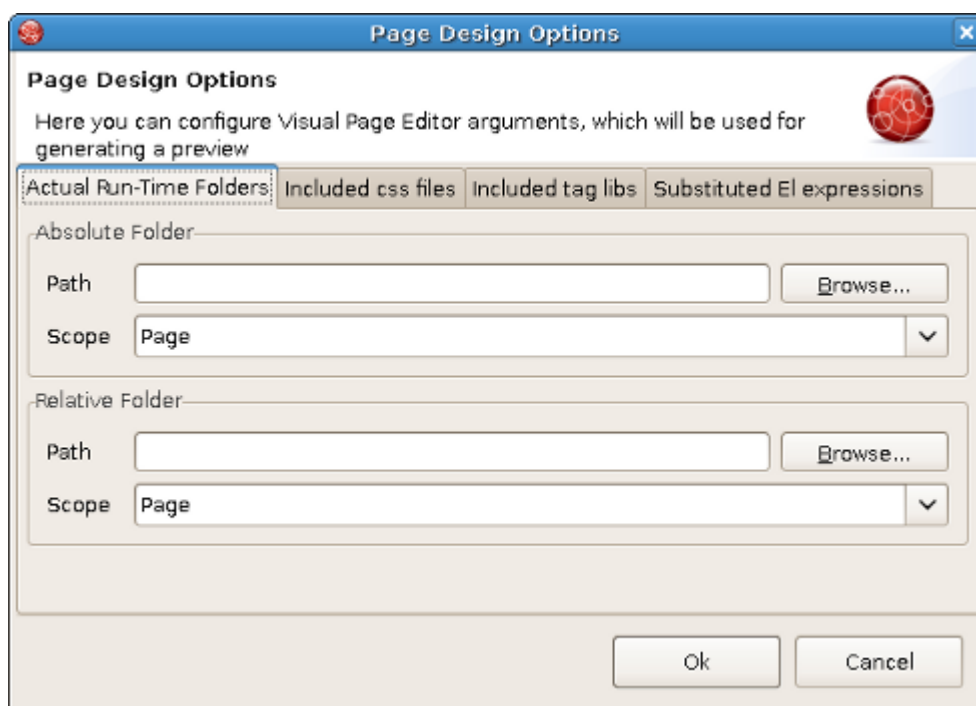 Page Design Options
Page Design Options
Here you can configure Visual Page Editor arguments, which will be used for
generating a preview
Actual Run-Time Folders Included css files Included tag libs Substituted El expressions
Absolute Folder
Path Browse...
Scope Page
Relative Folder
Path Browse...
Scope Page
Ok Cancel